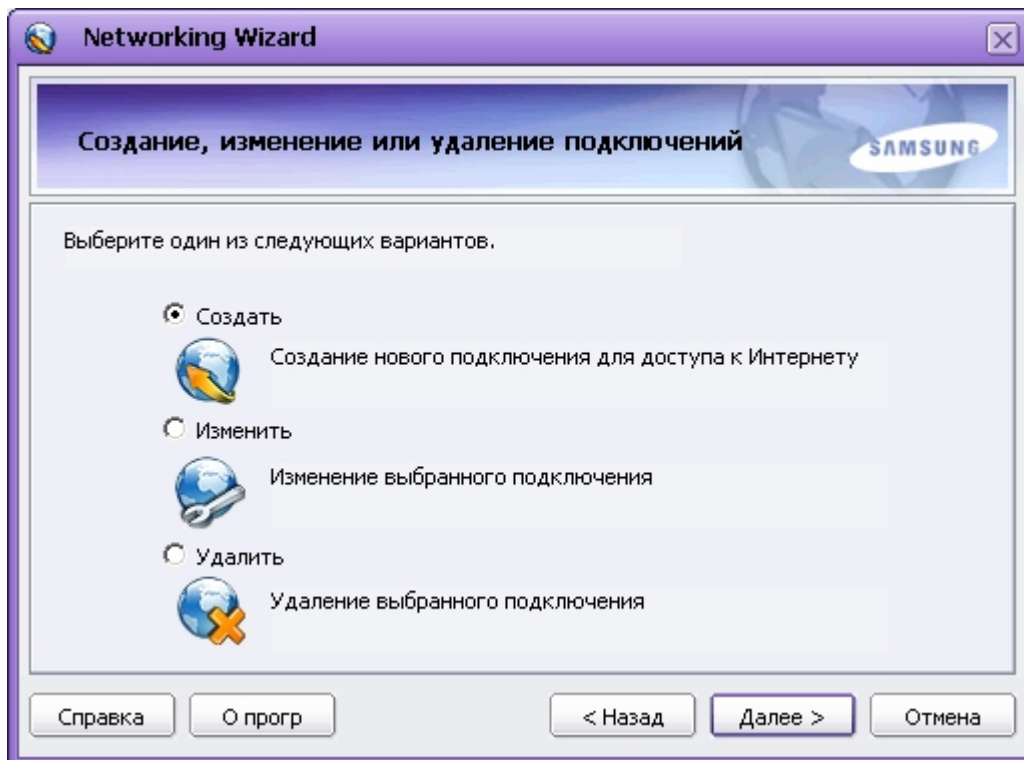 Networking Wizard
Создание, изменение или удаление подключений
SAMSUNG
Выберите один из следующих вариантов.
Создать
Создание нового подключения для доступа к Интернету
Изменить
Изменение выбранного подключения
Удалить
Удаление выбранного подключения
Справка О прогр < Назад Далее > Отмена